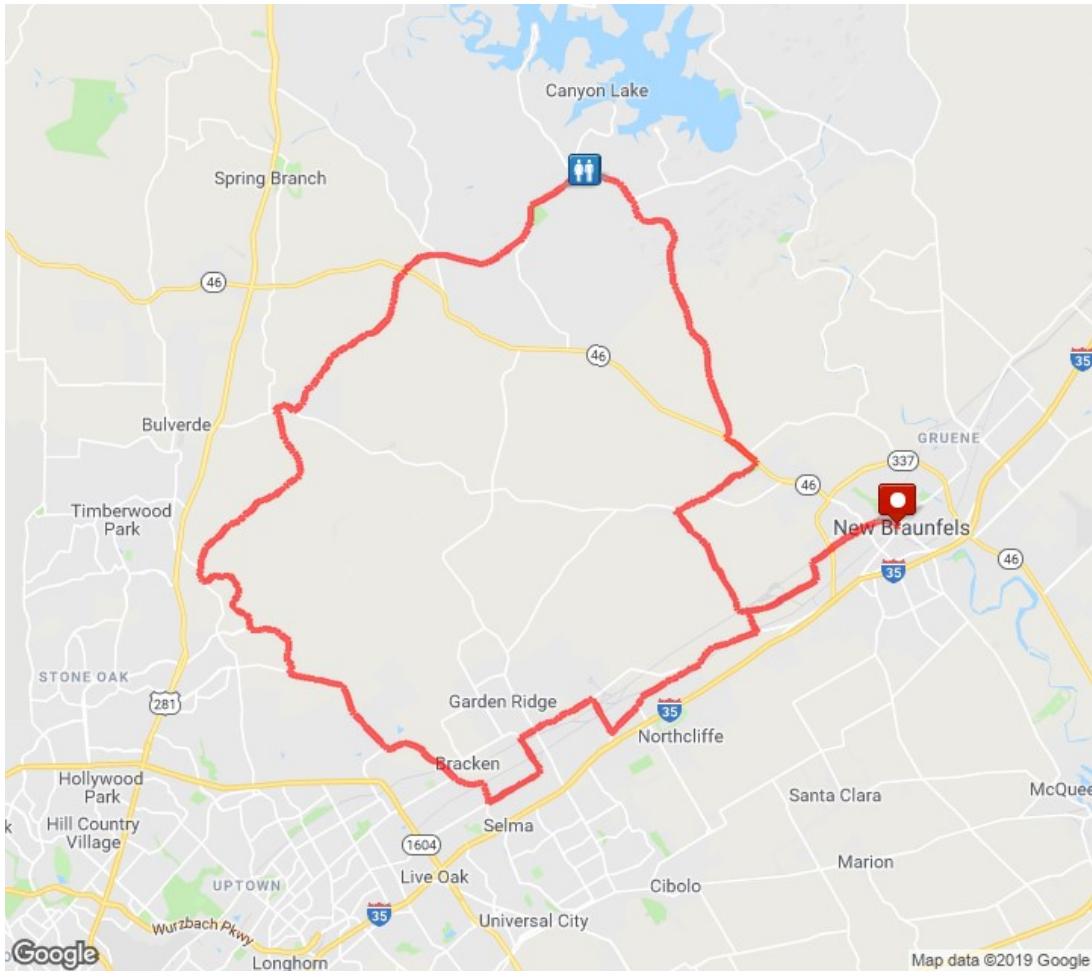 Canyon Lake
Spring Branch
46
46
35
Bulverde
GRUENE
337
46
Timberwood
Park
New Braunfels
46
35
STONE OAK
281
Garden Ridge
35
Northcliffe
Bracken
Hollywood
Park
Santa Clara
McQuee
Hill Country
Village
Selma
1604
Marion
Live Oak
UPTOWN
Cibolo
35
Universal City
Wurzbach Pkwy
Longhorn
Google
Map data ©2019 Google